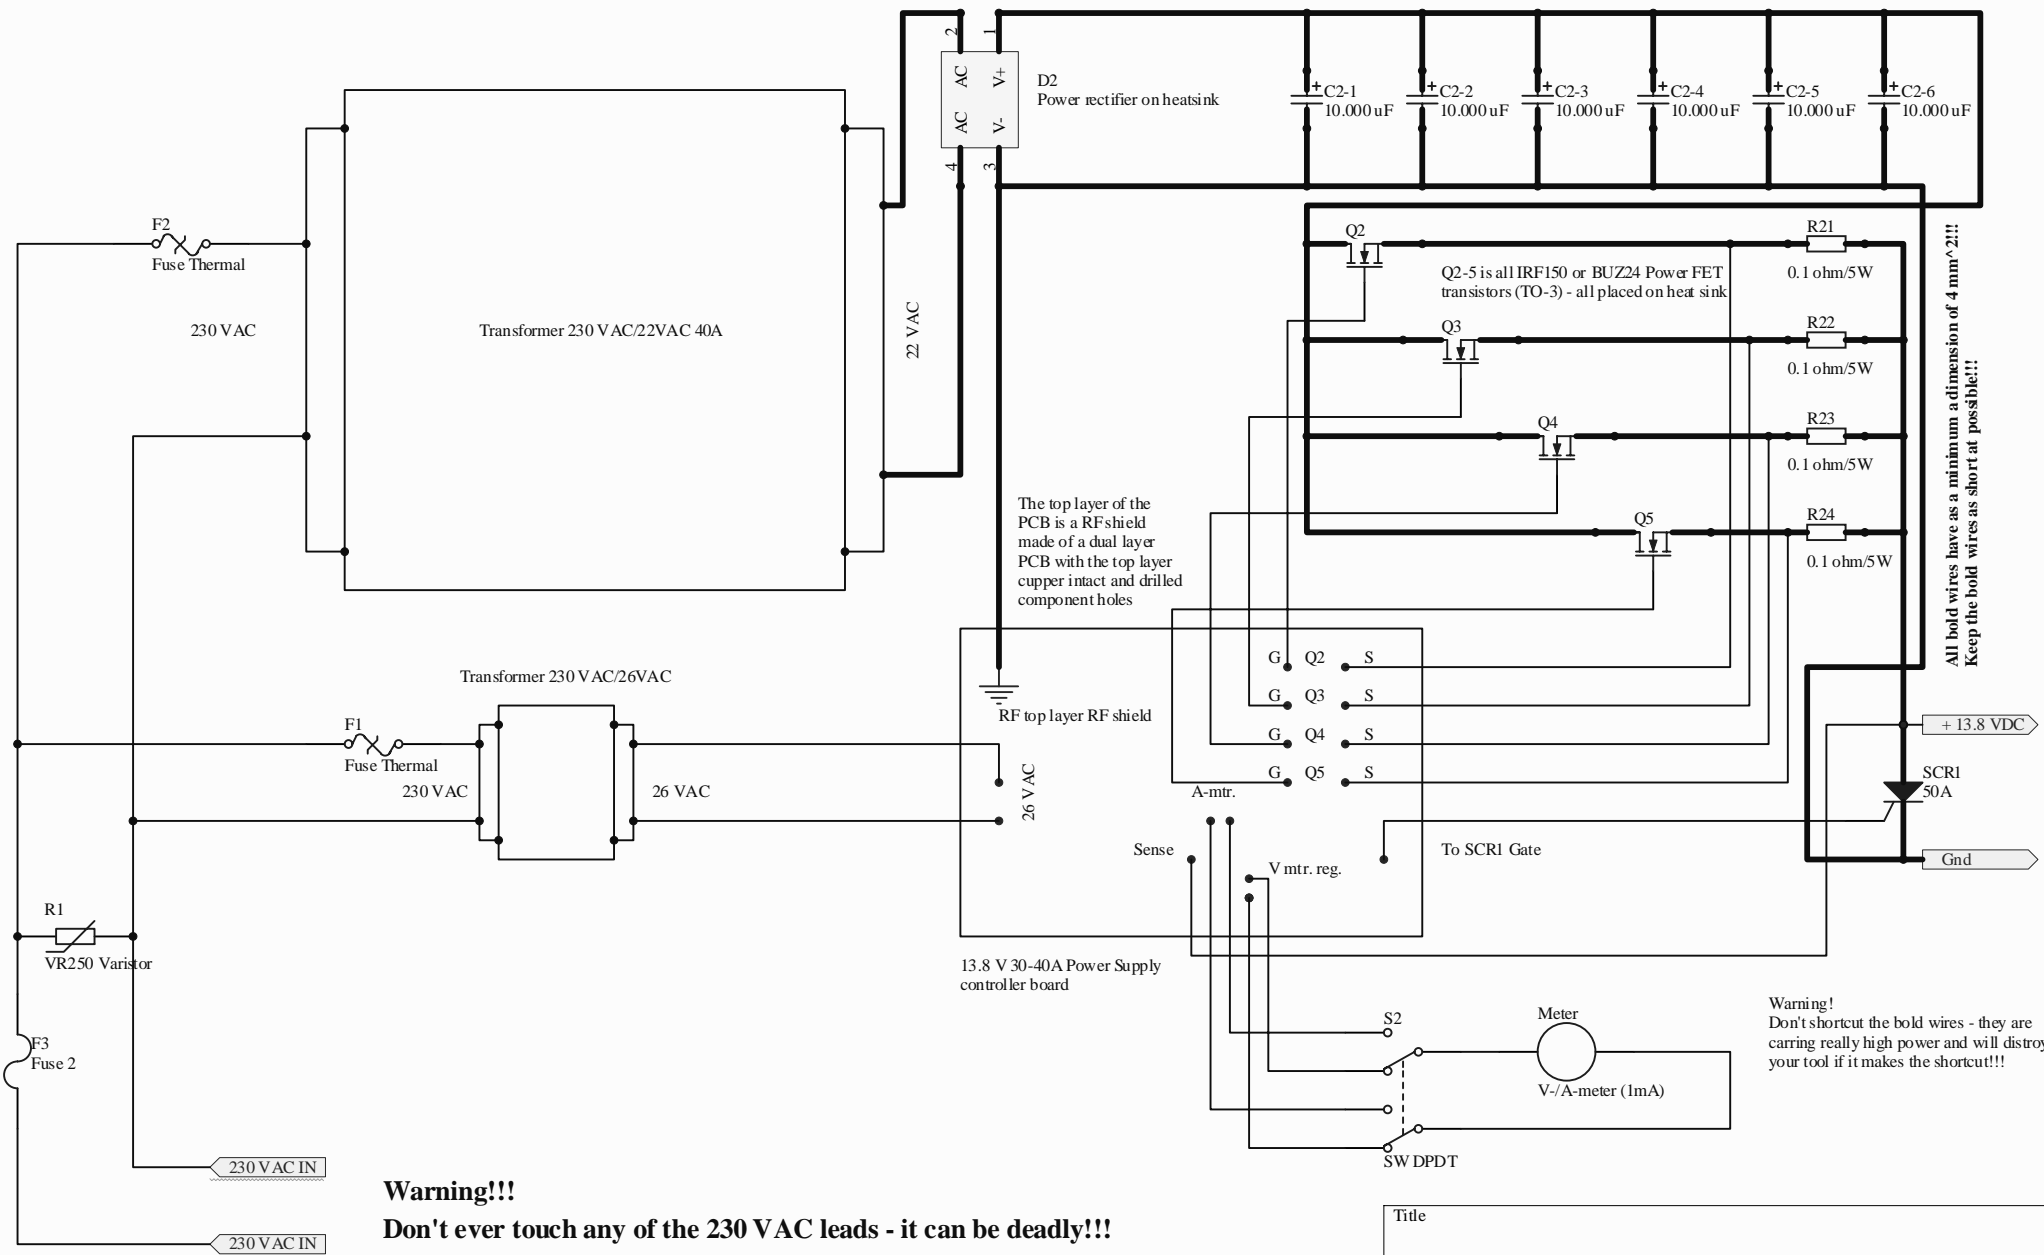 2
1
AC
V+
AC
V-
4
3
D2
Power rectifier on heatsink
C2-1
10.000 uF
C2-2
10.000 uF
C2-3
10.000 uF
C2-4
10.000 uF
C2-5
10.000 uF
C2-6
10.000 uF
F2
Fuse Thermal
230 VAC
Transformer 230 VAC/22VAC 40A
22 VAC
Q2
Q2-5 is all IRF150 or BUZ24 Power FET
transistors (TO-3) - all placed on heat sink
Q3
Q4
Q5
R21
0.1 ohm/5W
R22
0.1 ohm/5W
R23
0.1 ohm/5W
R24
0.1 ohm/5W
All bold wires have as a minimum a dimension of 4 mm^2!!!
Keep the bold wires as short at possible!!!
The top layer of the
PCB is a RF shield
made of a dual layer
PCB with the top layer
cupper intact and drilled
component holes
Transformer 230 VAC/26VAC
F1
Fuse Thermal
230 VAC
26 VAC
RF top layer RF shield
26 VAC
G Q2 S
G Q3 S
G Q4 S
G Q5 S
A-mtr.
Sense
V mtr. reg.
To SCR1 Gate
+ 13.8 VDC
SCR1
50A
Gnd
R1
VR250 Varistor
13.8 V 30-40A Power Supply
controller board
F3
Fuse 2
S2
Meter
V-/A-meter (1mA)
SW DPDT
Warning!
Don't shortcut the bold wires - they are
carring really high power and will distroy
your tool if it makes the shortcut!!!
230 VAC IN
230 VAC IN
Warning!!!
Don't ever touch any of the 230 VAC leads - it can be deadly!!!
Title